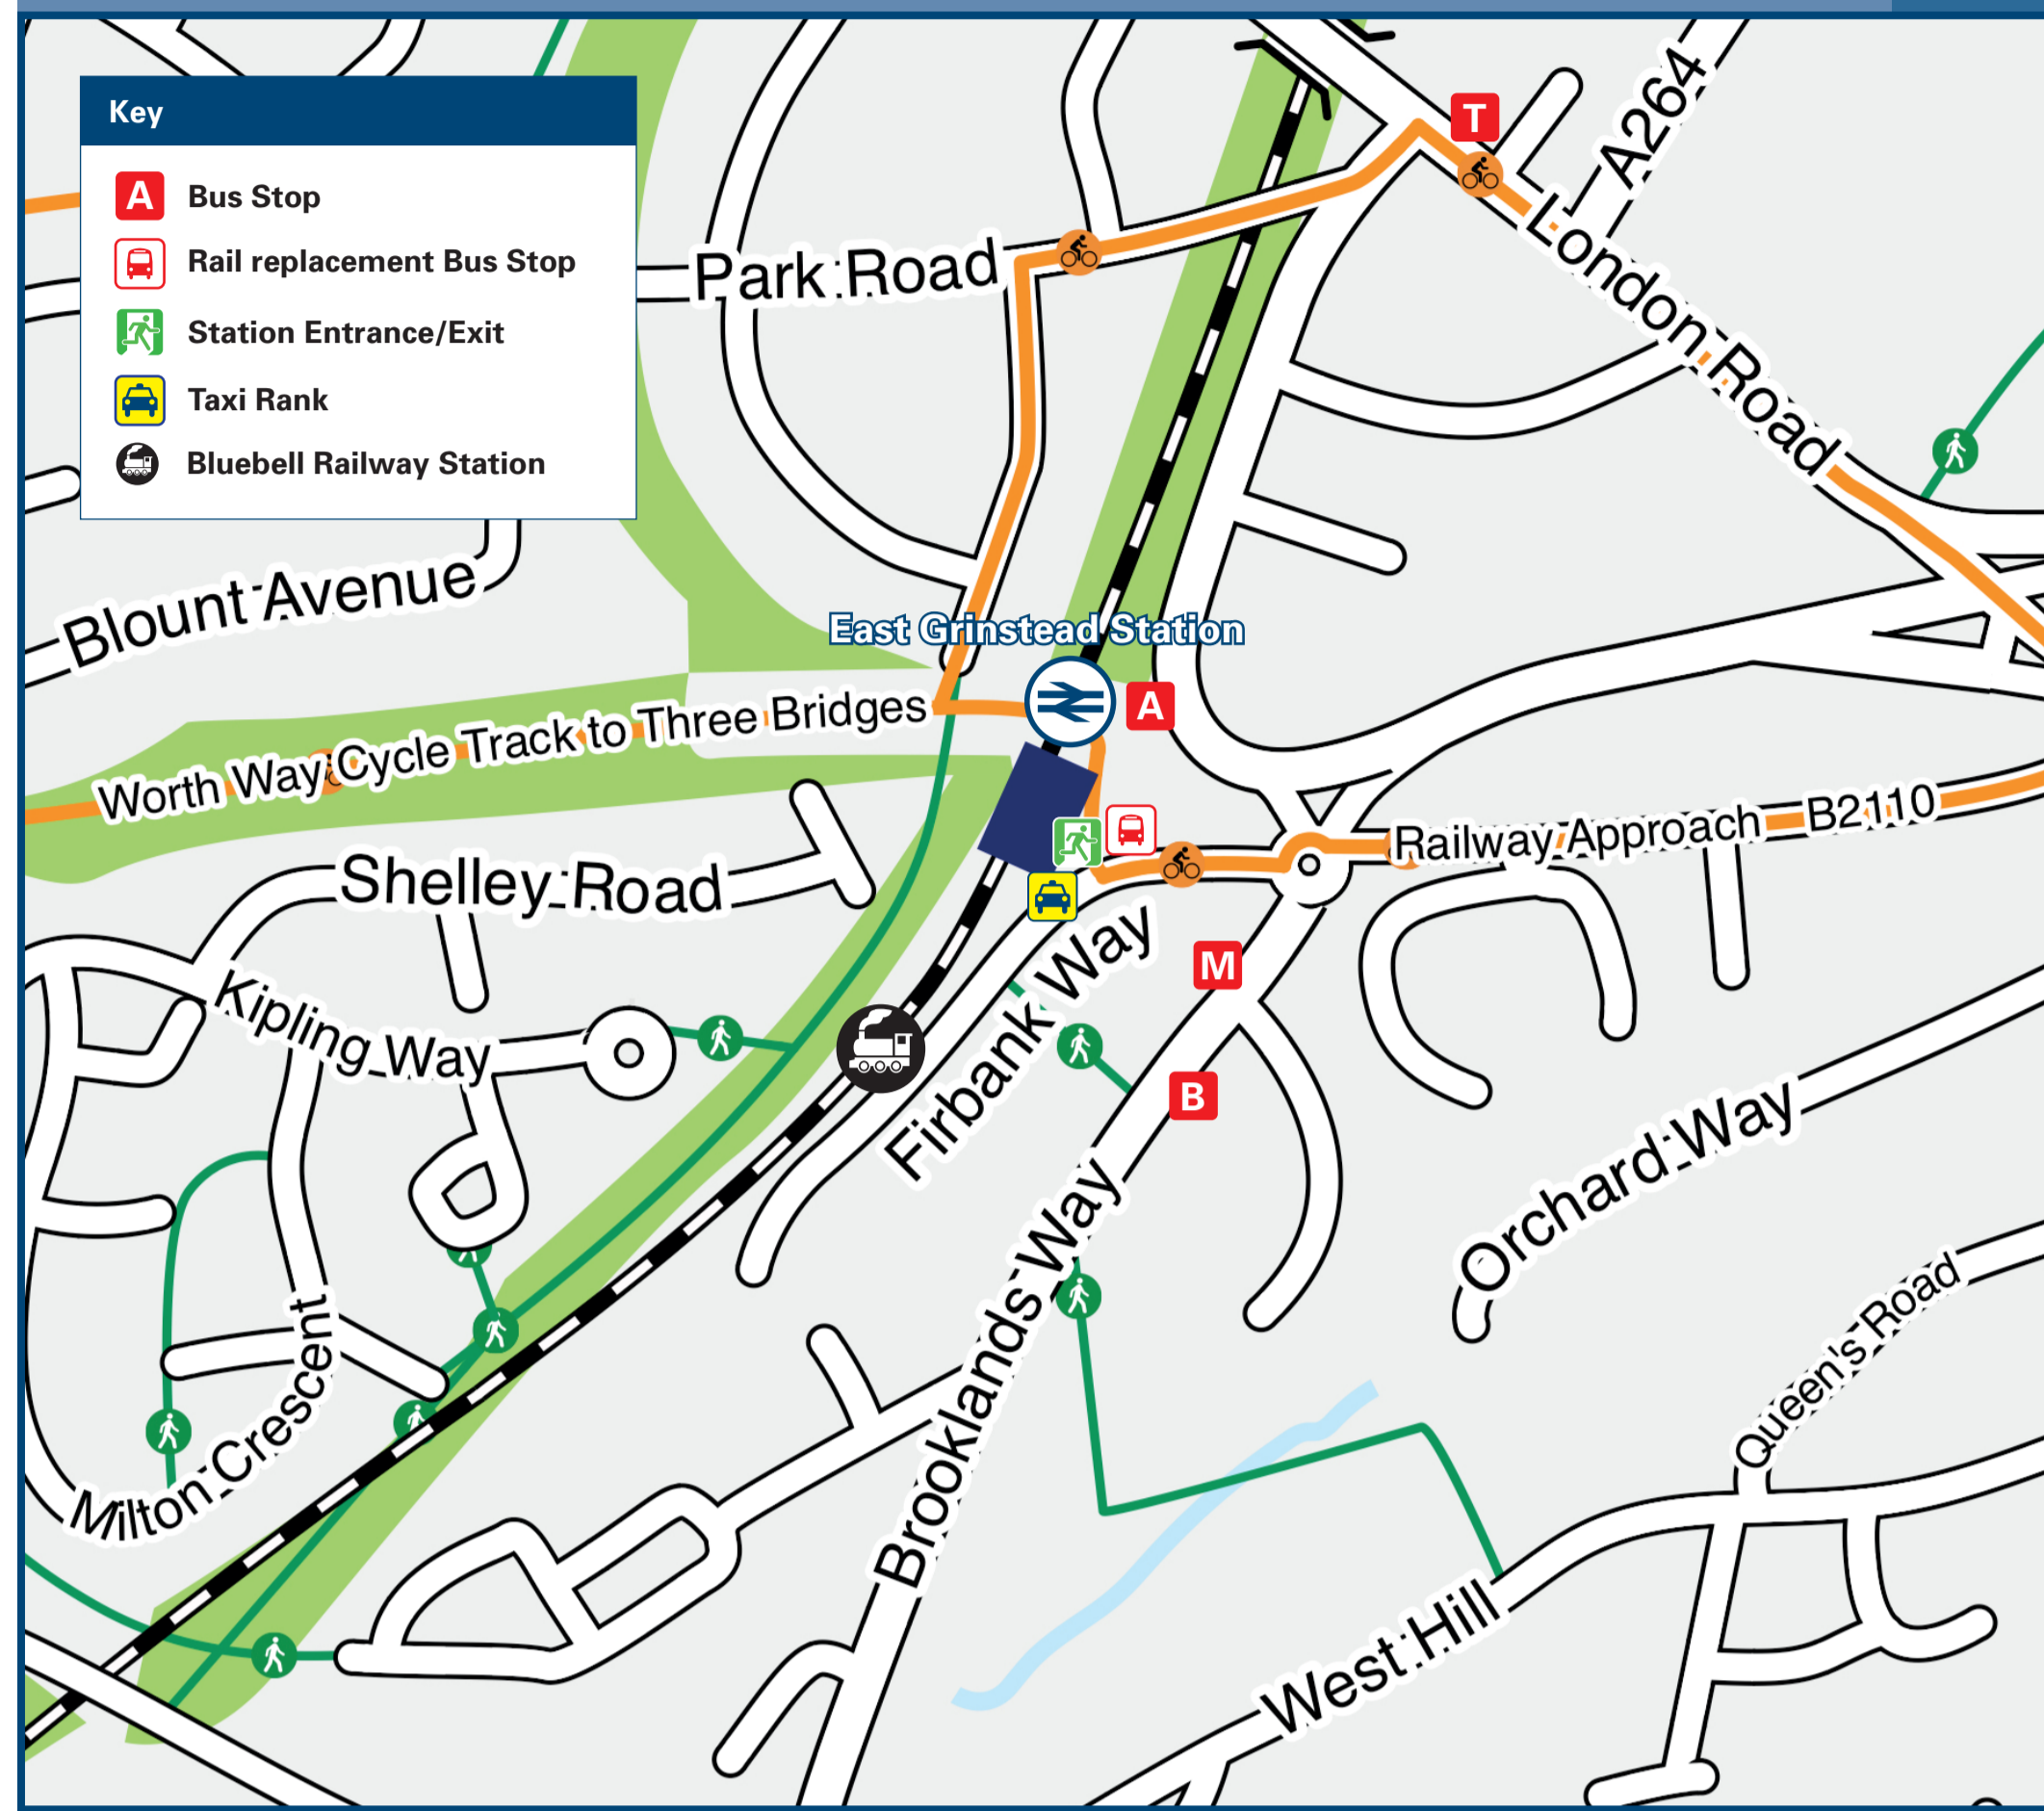 Key
A Bus Stop
Rail replacement Bus Stop
Station Entrance/Exit
Taxi Rank
Bluebell Railway Station
T
A264
London Road
Park Road
Blount Avenue
East Grinstead Station
A
Worth Way Cycle Track to Three Bridges
Railway Approach
B2110
Shelley Road
M
Firbank Way
Kipling Way
B
Orchard Way
Brooklands Way
Queen's Road
Milton Crescent
West Hill